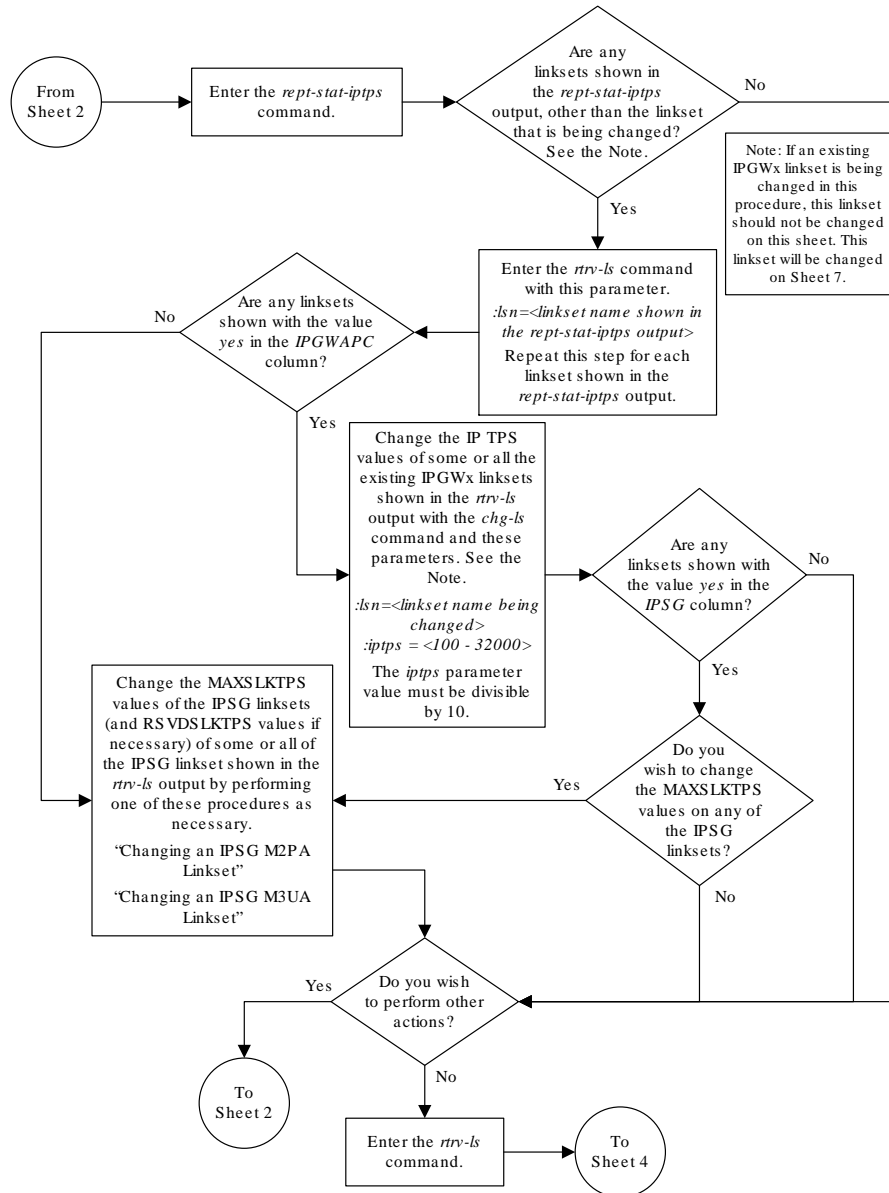 From
Sheet 2
Enter the rept-stat-iptps
command.
Are any
linksets shown in
the rept-stat-iptps
output, other than the linkset
that is being changed?
See the Note.
No
Yes
Note: If an existing
IPGWx linkset is being
changed in this
procedure, this linkset
should not be changed
on this sheet. This
linkset will be changed
on Sheet 7.
Enter the rtrv-ls command
with this parameter.
:lsn=<linkset name shown in
the rept-stat-iptps output>
Repeat this step for each
linkset shown in the
rept-stat-iptps output.
Are any linksets
shown with the value
yes in the IPGWAPC
column?
No
Yes
Change the IP TPS
values of some or all the
existing IPGWx linksets
shown in the rtrv-ls
output with the chg-ls
command and these
parameters. See the
Note.
:lsn=<linkset name being
changed>
:iptps = <100 - 32000>
The iptps parameter
value must be divisible
by 10.
Are any
linksets shown with
the value yes in the
IPSG column?
No
Yes
Do you
wish to change
the MAXSLKTPS
values on any of
the IPSG
linksets?
Yes
No
Change the MAXSLKTPS
values of the IPSG linksets
(and RSVDSLKTPS values if
necessary) of some or all of
the IPSG linkset shown in the
rtrv-ls output by performing
one of these procedures as
necessary.
“Changing an IPSG M2PA
Linkset”
“Changing an IPSG M3UA
Linkset”
Do you wish
to perform other
actions?
Yes
No
To
Sheet 2
Enter the rtrv-ls
command.
To
Sheet 4